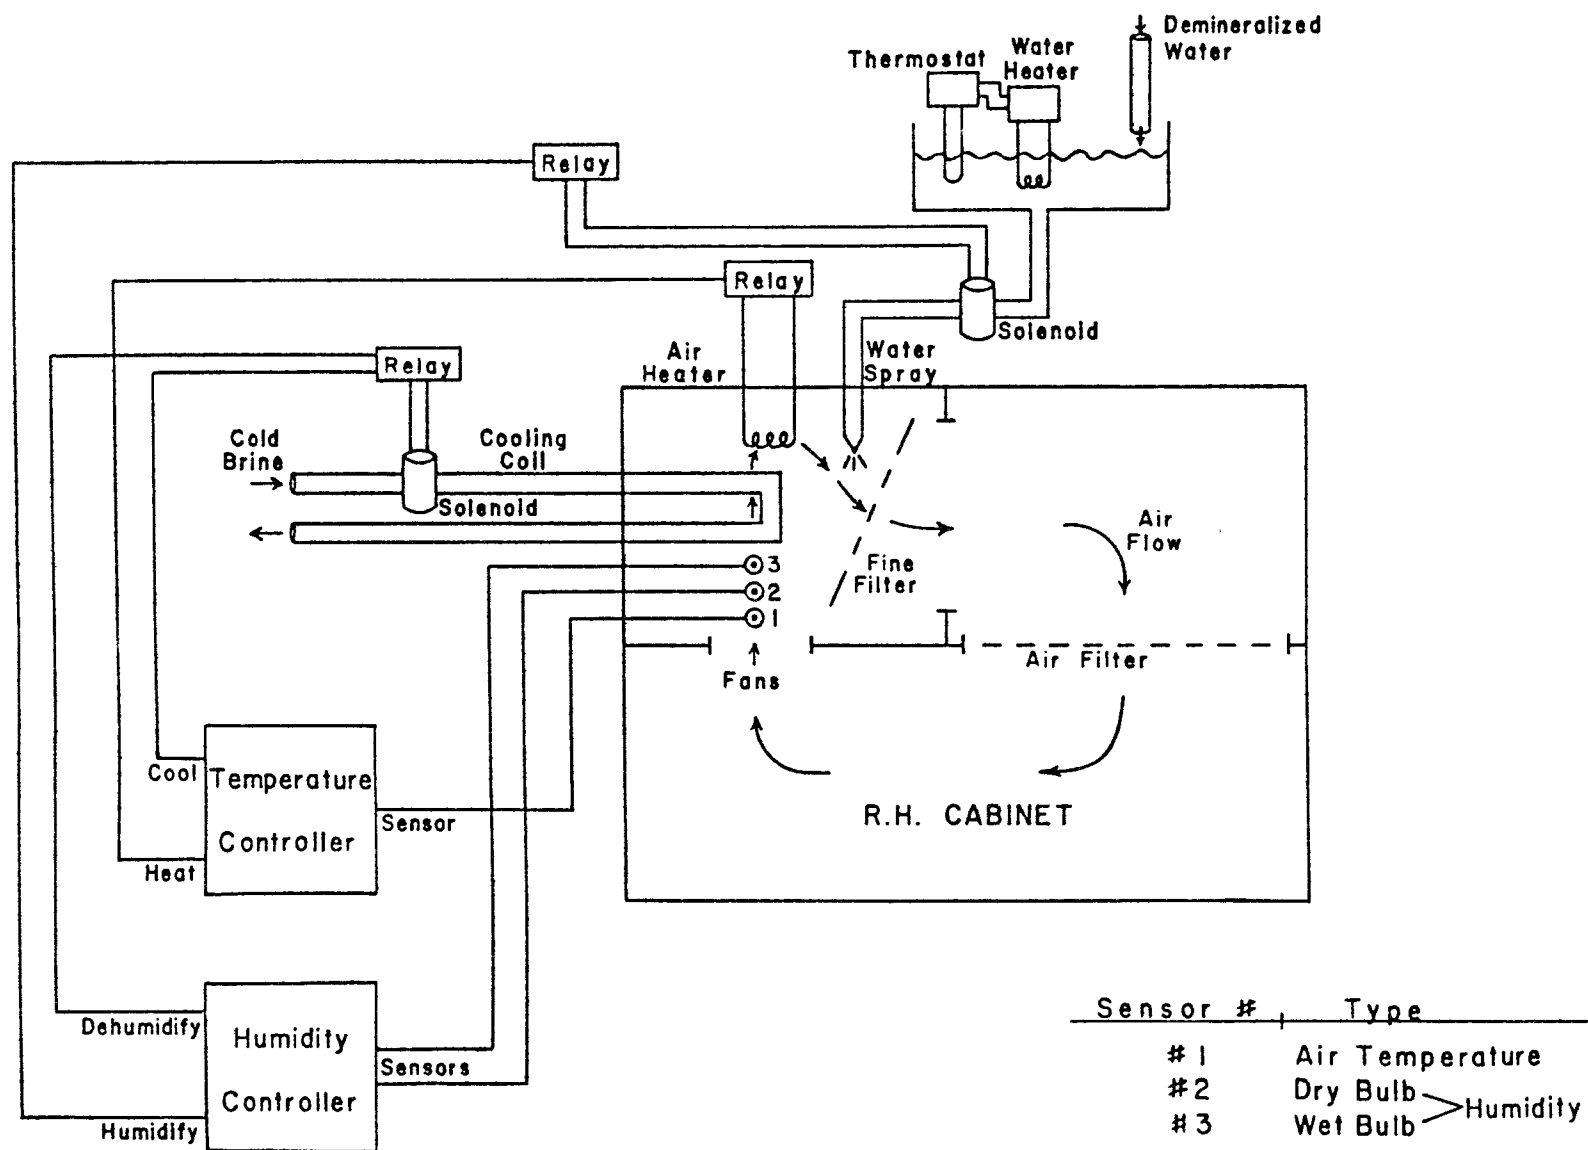 Demineralized
Water
Water
Heater
Thermostat
Relay
Relay
Solenoid
Relay
Air
Heater
Water
Spray
Cold
Brine
Cooling
Coil
Solenoid
3
2
1
Fine
Filter
Air
Flow
Air Filter
Fans
Cool
Temperature
Controller
Sensor
Heat
R.H. CABINET
Dehumidify
Humidity
Controller
Sensors
Humidify
Sensor # Type
#1 Air Temperature
#2 Dry Bulb
Humidity
#3 Wet Bulb